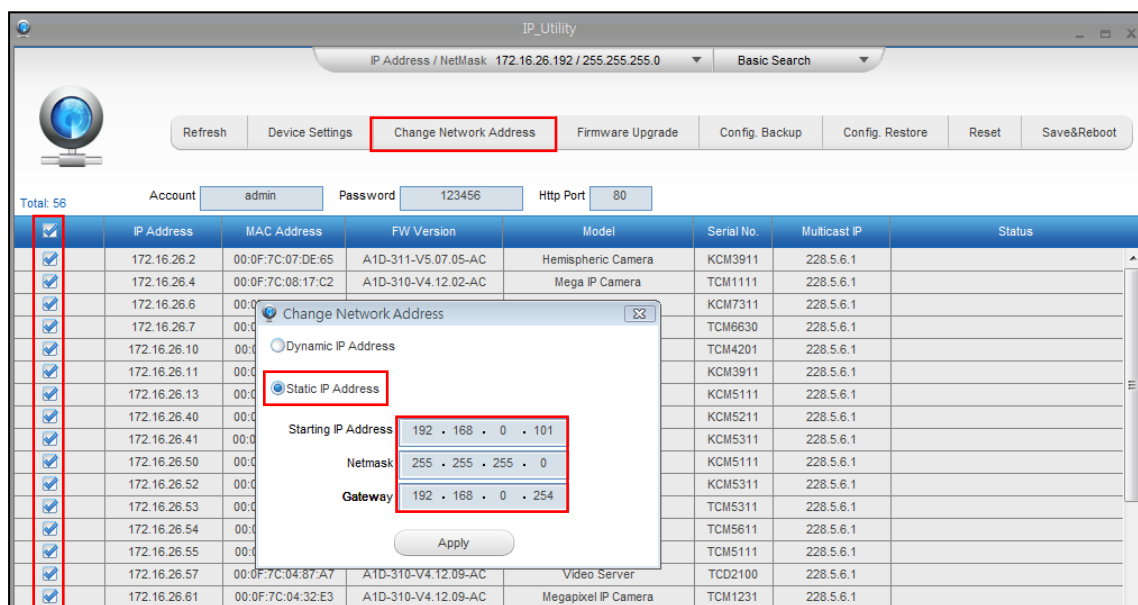 IP_Utility
IP Address / NetMask 172.16.26.192 / 255.255.255.0 Basic Search
Refresh Device Settings Change Network Address Firmware Upgrade Config. Backup Config. Restore Reset Save&Reboot
Total: 56 Account admin Password 123456 Http Port 80
IP Address MAC Address FW Version Model Serial No. Multicast IP Status
172.16.26.2 00:0F:7C:07:DE:65 A1D-311-V5.07.05-AC Hemispheric Camera KCM3911 228.5.6.1
172.16.26.4 00:0F:7C:08:17:C2 A1D-310-V4.12.02-AC Mega IP Camera TCM1111 228.5.6.1
172.16.26.6 KCM7311 228.5.6.1
172.16.26.7 TCM6630 228.5.6.1
172.16.26.10 TCM4201 228.5.6.1
172.16.26.11 KCM3911 228.5.6.1
172.16.26.13 KCM5111 228.5.6.1
172.16.26.40 KCM5211 228.5.6.1
172.16.26.41 KCM5311 228.5.6.1
172.16.26.50 KCM5111 228.5.6.1
172.16.26.52 KCM5311 228.5.6.1
172.16.26.53 TCM5311 228.5.6.1
172.16.26.54 TCM5611 228.5.6.1
172.16.26.55 TCM5111 228.5.6.1
172.16.26.57 00:0F:7C:04:87:A7 A1D-310-V4.12.09-AC Video Server TCD2100 228.5.6.1
172.16.26.61 00:0F:7C:04:32:E3 A1D-310-V4.12.09-AC Megapixel IP Camera TCM1231 228.5.6.1
Change Network Address
Dynamic IP Address
Static IP Address
Starting IP Address 192 . 168 . 0 . 101
Netmask 255 . 255 . 255 . 0
Gateway 192 . 168 . 0 . 254
Apply